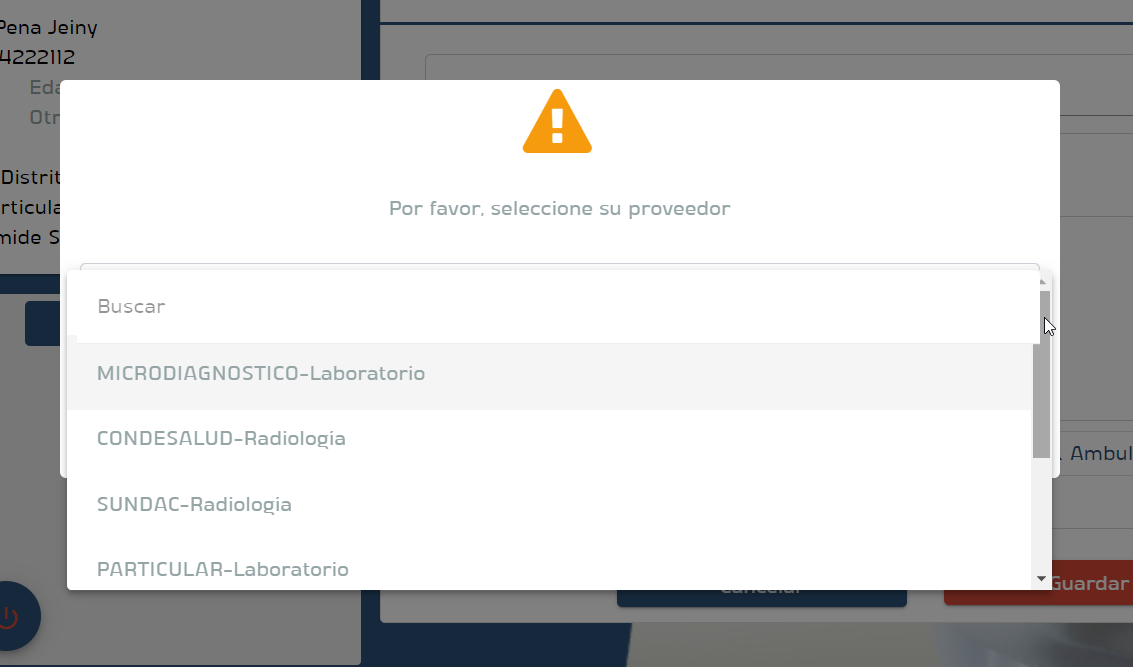 Pena Jeiny
4222112
Eda
Otr
Distrit
rticula
mide S
Por favor, seleccione su proveedor
Buscar
MICRODIAGNOSTICO-Laboratorio
CONDESALUD-Radiología
SUNDAC-Radiologia
PARTICULAR-Laboratorio
. Ambul
Cancelar
Guardar